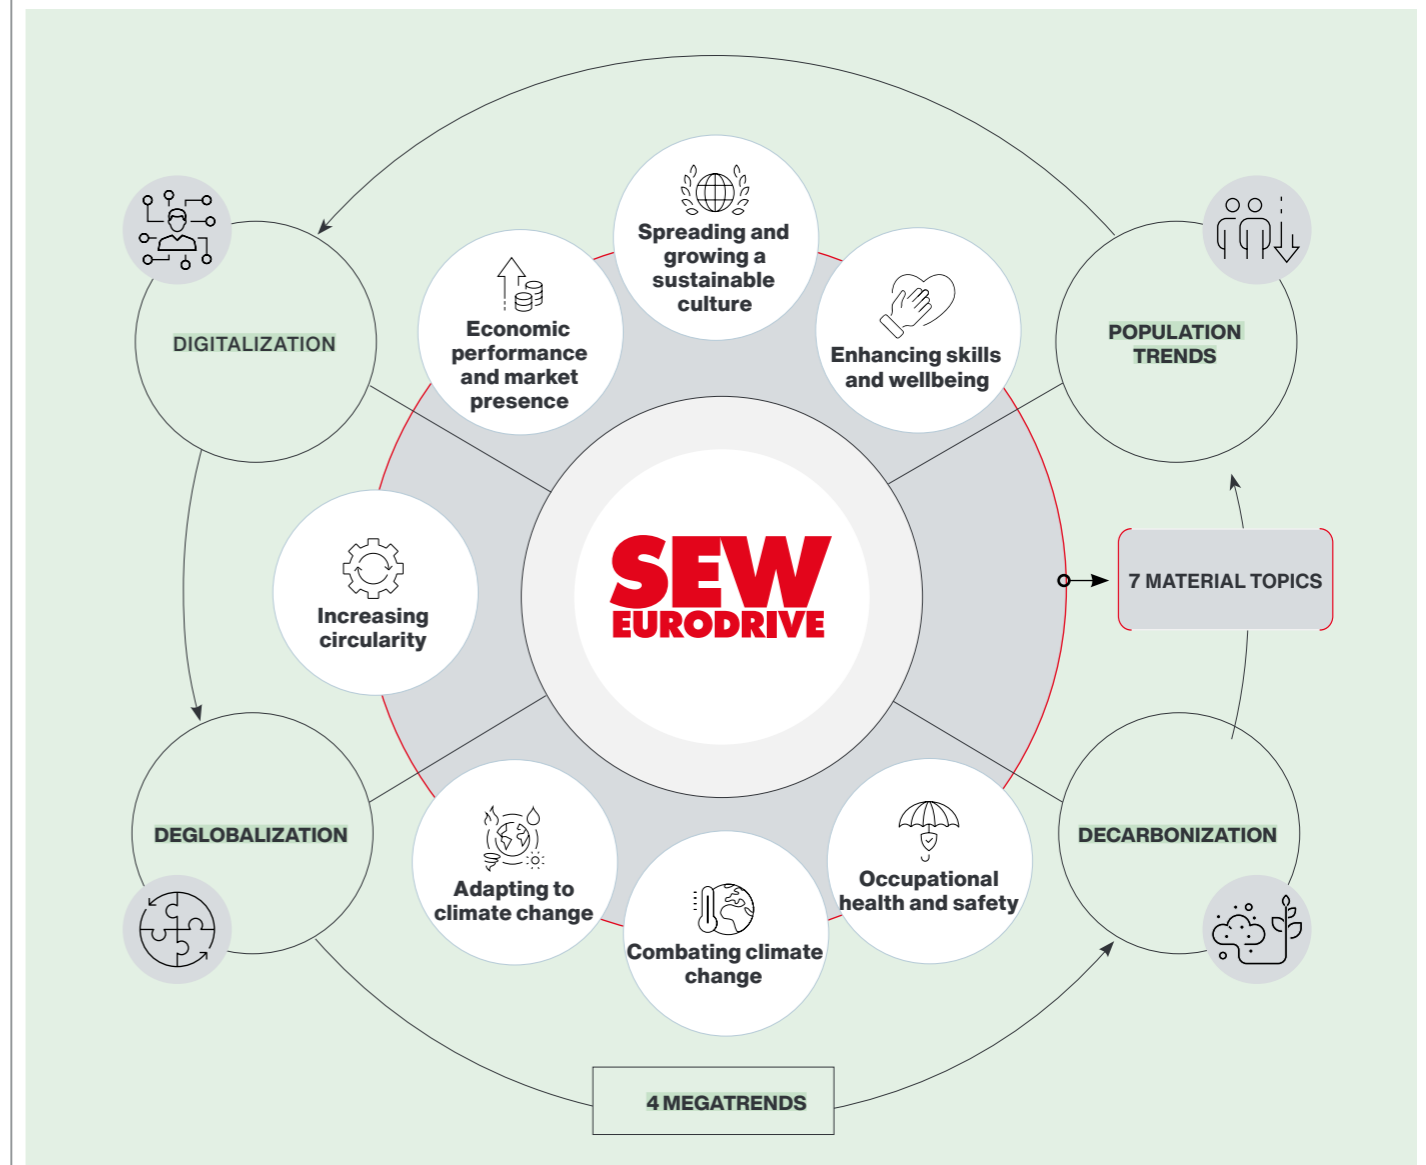 Spreading and
growing a
sustainable
culture
Economic
performance
and market
presence
Enhancing skills
and wellbeing
DIGITALIZATION
POPULATION
TRENDS
SEW
EURODRIVE
7 MATERIAL TOPICS
Increasing
circularity
DEGLOBALIZATION
DECARBONIZATION
Adapting to
climate change
Occupational
health and safety
Combating climate
change
4 MEGATRENDS